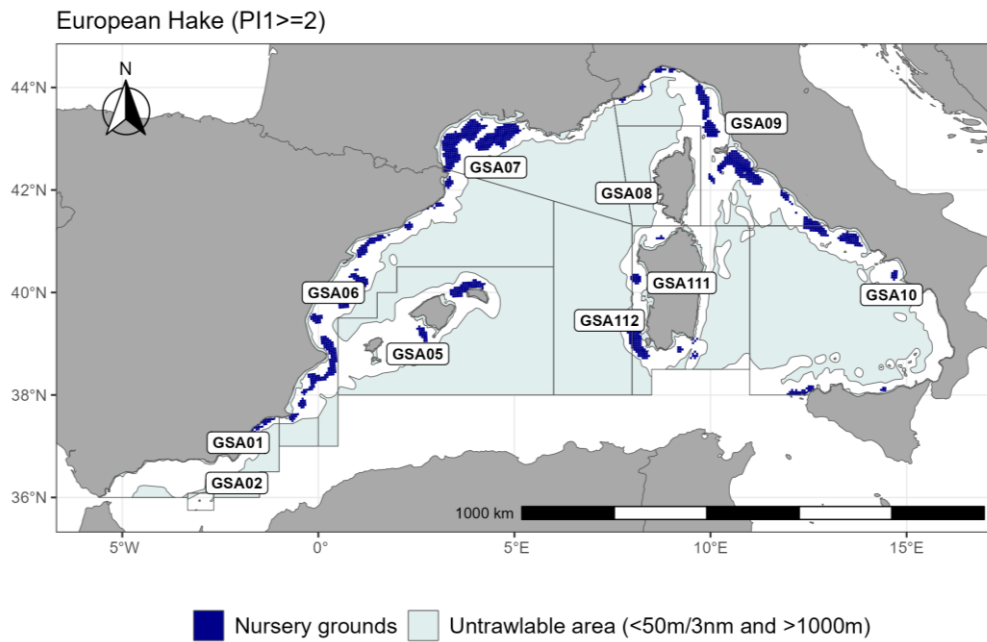 European Hake (PI1>=2)
N
44°N
42°N
40°N
38°N
36°N
GSA09
GSA07
GSA08
GSA111
GSA06
GSA10
GSA112
GSA05
GSA01
GSA02
1000 km
5°W
0°
5°E
10°E
15°E
Nursery grounds
Untrawlable area (<50m/3nm and >1000m)